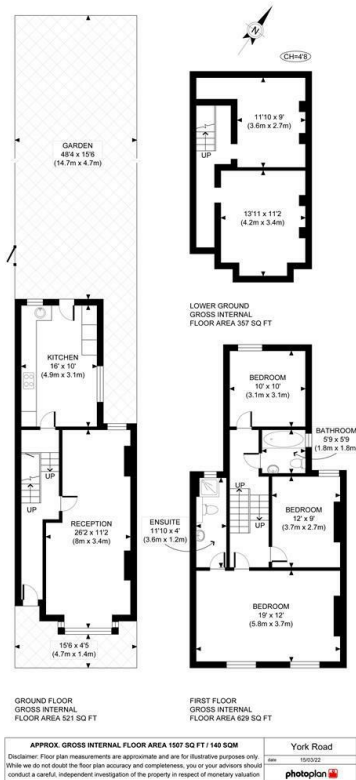 N
CH=4'8
11'10 x 9'
(3.6m x 2.7m)
UP
13'11 x 11'2
(4.2m x 3.4m)
LOWER GROUND
GROSS INTERNAL
FLOOR AREA 357 SQ FT
GARDEN
48'4 x 15'6
(14.7m x 4.7m)
KITCHEN
16' x 10'
(4.9m x 3.1m)
UP
UP
RECEPTION
26'2 x 11'2
(8m x 3.4m)
15'6 x 4'5
(4.7m x 1.4m)
GROUND FLOOR
GROSS INTERNAL
FLOOR AREA 521 SQ FT
BEDROOM
10' x 10'
(3.1m x 3.1m)
BATHROOM
5'9 x 5'9
(1.8m x 1.8m)
ENSUITE
11'10 x 4'
(3.6m x 1.2m)
UP
UP
BEDROOM
12' x 9'
(3.7m x 2.7m)
BEDROOM
19' x 12'
(5.8m x 3.7m)
FIRST FLOOR
GROSS INTERNAL
FLOOR AREA 629 SQ FT
APPROX. GROSS INTERNAL FLOOR AREA 1507 SQ FT / 140 SQM
Disclaimer: Floor plan measurements are approximate and are for illustrative purposes only.
While we do not doubt the floor plan accuracy and completeness, you or your advisors should
conduct a careful, independent investigation of the property in respect of monetary valuation
York Road
date 15/03/22
photoplan